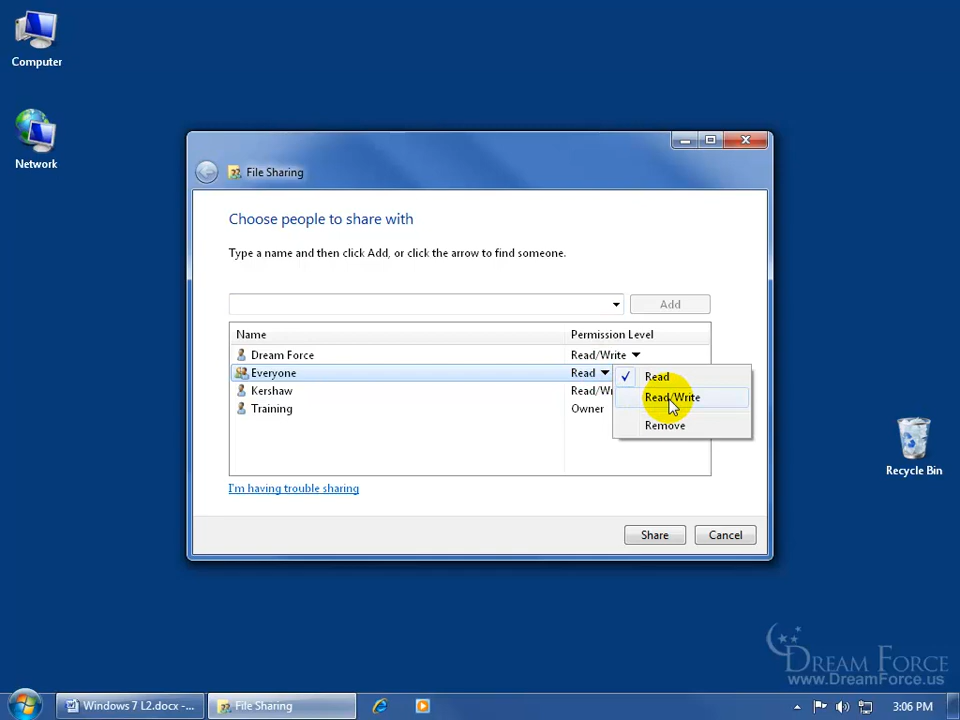 Computer
Network
File Sharing
Choose people to share with
Type a name and then click Add, or click the arrow to find someone.
Add
Name Permission Level
Dream Force Read/Write
Everyone Read
Kershaw Read/Wr
Training Owner
Read
Read/Write
Remove
I'm having trouble sharing
Share Cancel
Recycle Bin
DREAM FORCE
www.DreamForce.us
Windows 7 L2.docx -...
File Sharing
3:06 PM